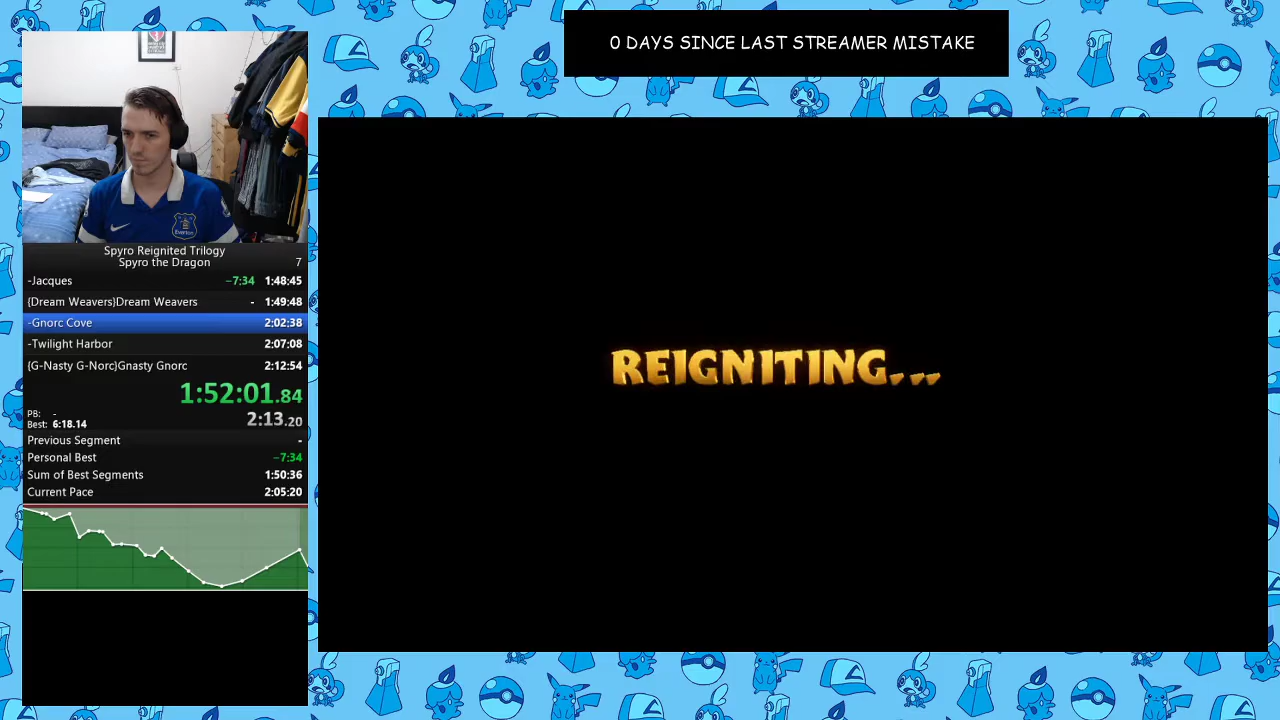 0 DAYS SINCE LAST STREAMER MISTAKE
Everton
Spyro Reignited Trilogy
Spyro the Dragon 7
-Jacques −7:34 1:48:45
{Dream Weavers}Dream Weavers - 1:49:48
-Gnorc Cove 2:02:38
-Twilight Harbor 2:07:08
{G-Nasty G-Norc}Gnasty Gnorc 2:12:54
1:52:01.84
PB: -
Best: 6:18.14 2:13.20
Previous Segment -
Personal Best −7:34
Sum of Best Segments 1:50:36
Current Pace 2:05:20
REIGNITING...